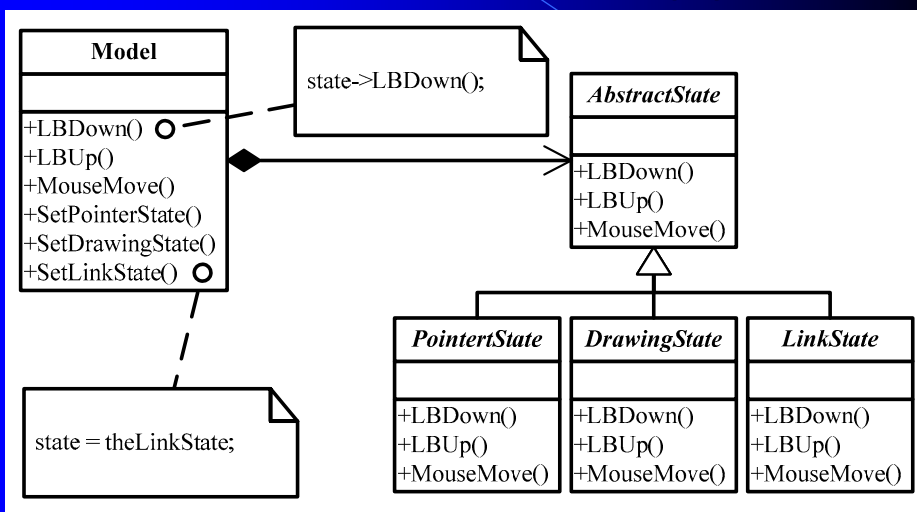 Model
+LBDown()
+LBUp()
+MouseMove()
+SetPointerState()
+SetDrawingState()
+SetLinkState()
state->LBDown();
state = theLinkState;
AbstractState
+LBDown()
+LBUp()
+MouseMove()
PointertState
+LBDown()
+LBUp()
+MouseMove()
DrawingState
+LBDown()
+LBUp()
+MouseMove()
LinkState
+LBDown()
+LBUp()
+MouseMove()